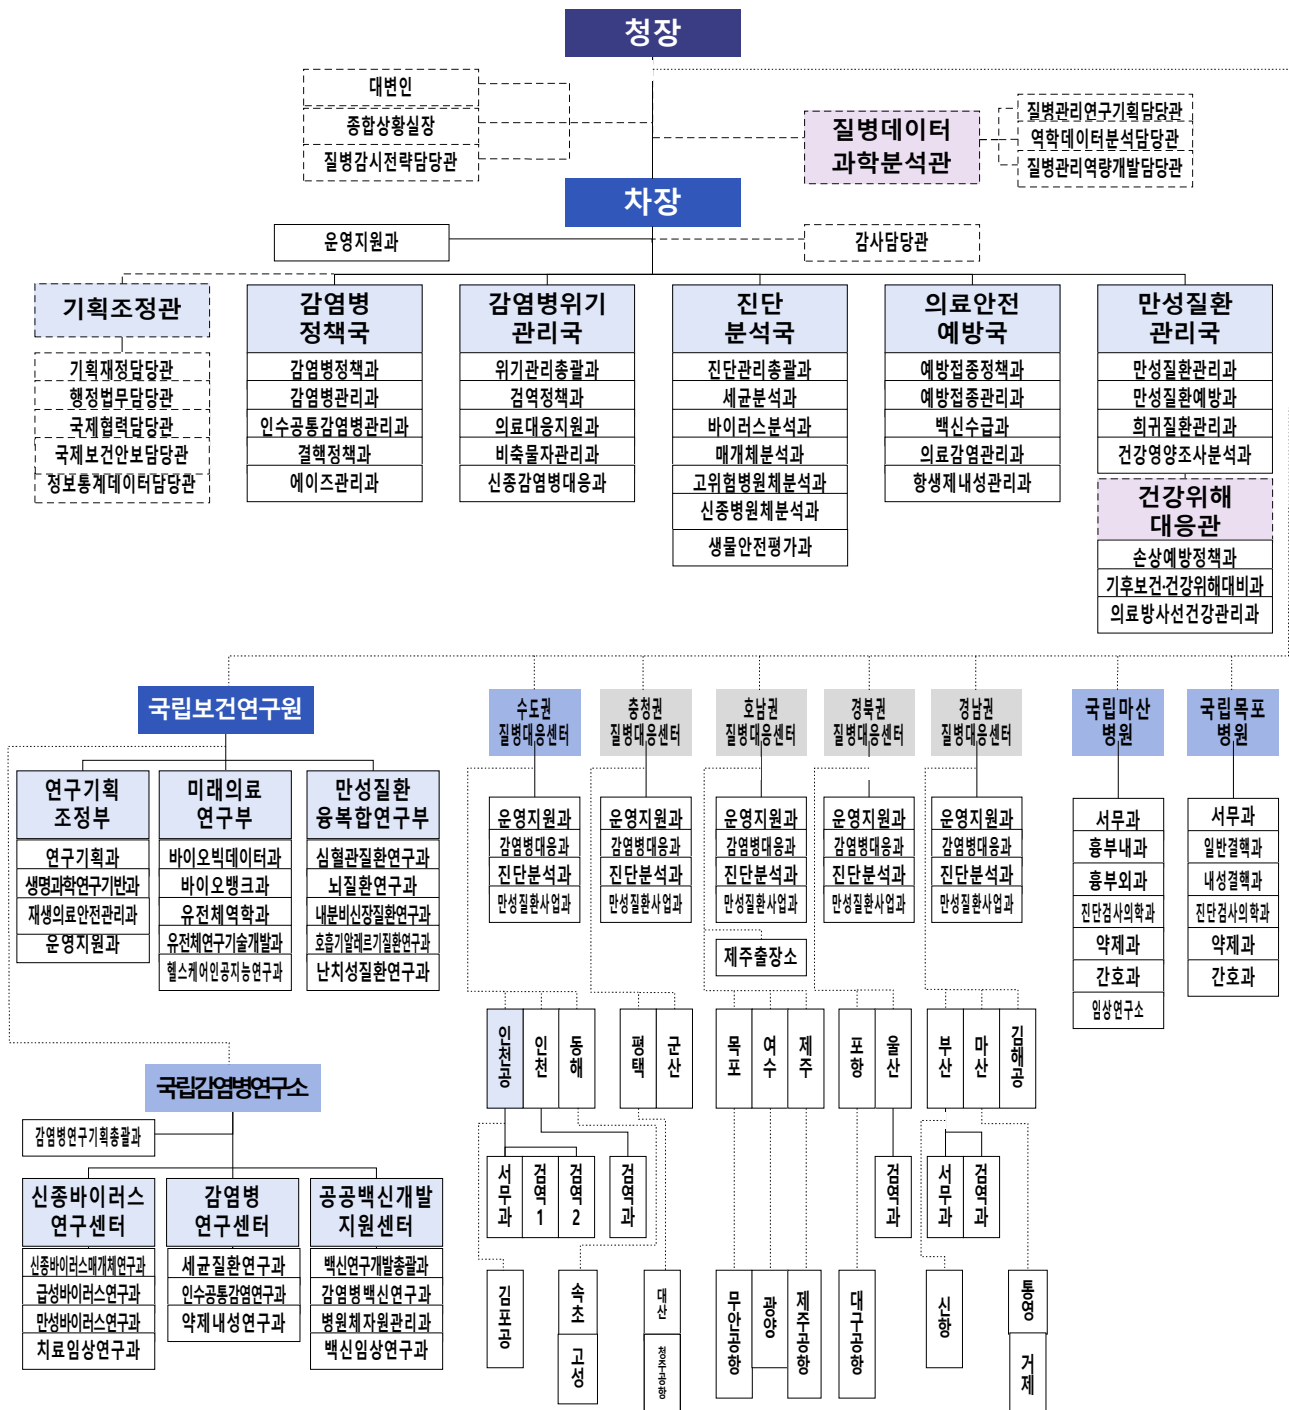 청장
대변인
종합상황실장
질병감시전략담당관
질병데이터
과학분석관
질병관리연구기획담당관
역학데이터분석담당관
질병관리역량개발담당관
차장
운영지원과
감사담당관
기획조정관
기획재정담당관
행정법무담당관
국제협력담당관
국제보건안보담당관
정보통계데이터담당관
감염병
정책국
감염병정책과
감염병관리과
인수공통감염병관리과
결핵정책과
에이즈관리과
감염병위기
관리국
위기관리총괄과
검역정책과
의료대응지원과
비축물자관리과
신종감염병대응과
진단
분석국
진단관리총괄과
세균분석과
바이러스분석과
매개체분석과
고위험병원체분석과
신종병원체분석과
생물안전평가과
의료안전
예방국
예방접종정책과
예방접종관리과
백신수급과
의료감염관리과
항생제내성관리과
만성질환
관리국
만성질환관리과
만성질환예방과
희귀질환관리과
건강영양조사분석과
건강위해
대응관
손상예방정책과
기후보건·건강위해대비과
의료방사선건강관리과
국립보건연구원
연구기획
조정부
연구기획과
생명과학연구기반과
재생의료안전관리과
운영지원과
미래의료
연구부
바이오빅데이터과
바이오뱅크과
유전체역학과
유전체연구기술개발과
헬스케어인공지능연구과
만성질환
융복합연구부
심혈관질환연구과
뇌질환연구과
내분비신장질환연구과
호흡기알레르기질환연구과
난치성질환연구과
국립감염병연구소
감염병연구기획총괄과
신종바이러스
연구센터
신종바이러스매개체연구과
급성바이러스연구과
만성바이러스연구과
치료임상연구과
감염병
연구센터
세균질환연구과
인수공통감염연구과
약제내성연구과
공공백신개발
지원센터
백신연구개발총괄과
감염병백신연구과
병원체자원관리과
백신임상연구과
수도권
질병대응센터
운영지원과
감염병대응과
진단분석과
만성질환사업과
인천공
인천
동해
서무과
검역1
검역2
검역과
김포공
속초
고성
충청권
질병대응센터
운영지원과
감염병대응과
진단분석과
만성질환사업과
평택
군산
대산
청주공항
호남권
질병대응센터
운영지원과
감염병대응과
진단분석과
만성질환사업과
제주출장소
목포
여수
제주
무안공항
광양
제주공항
경북권
질병대응센터
운영지원과
감염병대응과
진단분석과
만성질환사업과
포항
울산
검역과
대구공항
경남권
질병대응센터
운영지원과
감염병대응과
진단분석과
만성질환사업과
부산
마산
김해공
서무과
검역과
신항
통영
거제
국립마산
병원
서무과
흉부내과
흉부외과
진단검사의학과
약제과
간호과
임상연구소
국립목포
병원
서무과
일반결핵과
내성결핵과
진단검사의학과
약제과
간호과